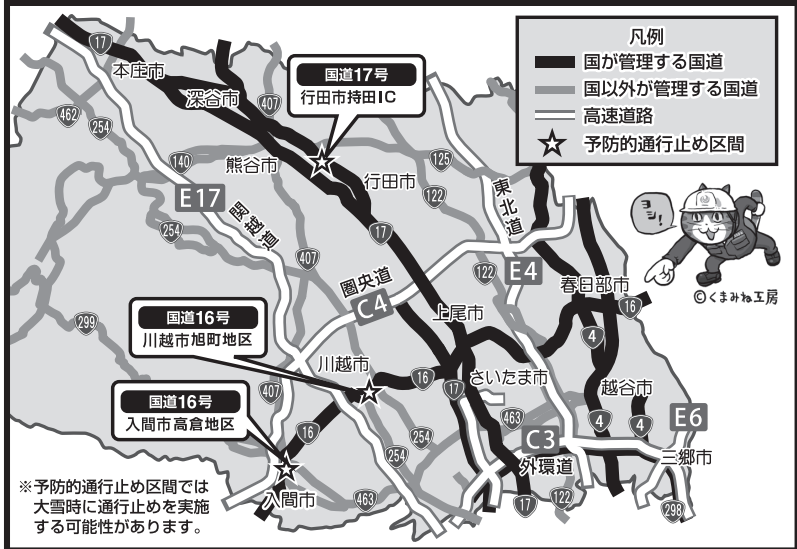 凡例
国が管理する国道
国以外が管理する国道
高速道路
予防的通行止め区間
ヨシ!
©くまみね工房
国道17号
行田市持田IC
国道16号
川越市旭町地区
国道16号
入間市高倉地区
17
本庄市
深谷市
407
462
254
140
熊谷市
行田市
125
122
E17
関越道
254
17
東北道
407
圏央道
C4
122
E4
春日部市
16
299
上尾市
4
川越市
16
17
さいたま市
越谷市
407
463
4
4
E6
16
254
C3
254
外環道
三郷市
入間市
463
17
122
298
※予防的通行止め区間では
大雪時に通行止めを実施
する可能性があります。